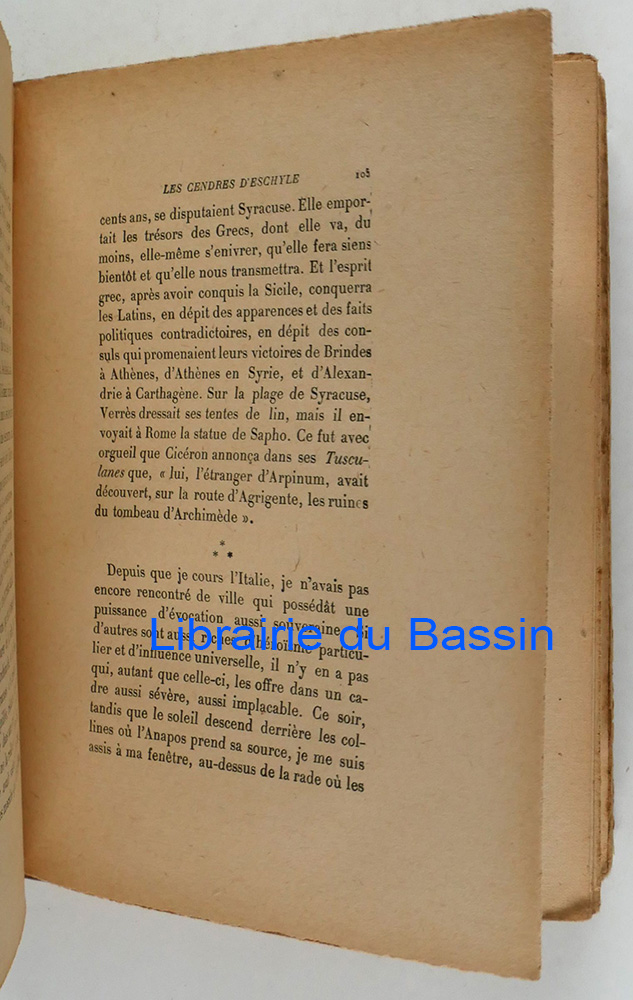 LES CENDRES D'ESCHYLE 105
cents ans, se disputaient Syracuse. Elle empor-
tait les trésors des Grecs, dont elle va, du
moins, elle-même s'enivrer, qu'elle fera siens
bientôt et qu'elle nous transmettra. Et l'esprit
grec, après avoir conquis la Sicile, conquerra
les Latins, en dépit des apparences et des faits
politiques contradictoires, en dépit des con-
suls qui promenaient leurs victoires de Brindes
à Athènes, d'Athènes en Syrie, et d'Alexan-
drie à Carthagène. Sur la plage de Syracuse,
Verrès dressait ses tentes de lin, mais il en-
voyait à Rome la statue de Sapho. Ce fut avec
orgueil que Cicéron annonça dans ses Tuscu-
lanes que, « lui, l'étranger d'Arpinum, avait
découvert, sur la route d'Agrigente, les ruines
du tombeau d'Archimède ».
* * *
Depuis que je cours l'Italie, je n'avais pas
encore rencontré de ville qui possédât une
puissance d'évocation aussi souveraine. Si
d'autres sont aussi riches d'héroïsme particu-
lier et d'influence universelle, il n'y en a pas
qui, autant que celle-ci, les offre dans un ca-
dre aussi sévère, aussi implacable. Ce soir,
tandis que le soleil descend derrière les col-
lines où l'Anapos prend sa source, je me suis
assis à ma fenêtre, au-dessus de la rade où les
Librairie du Bassin